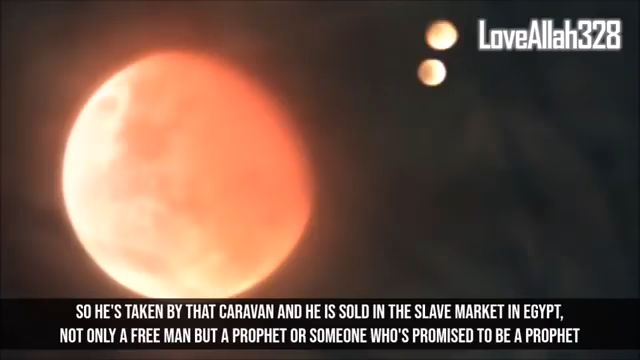 LoveAllah328
SO HE'S TAKEN BY THAT CARAVAN AND HE IS SOLD IN THE SLAVE MARKET IN EGYPT,
NOT ONLY A FREE MAN BUT A PROPHET OR SOMEONE WHO'S PROMISED TO BE A PROPHET